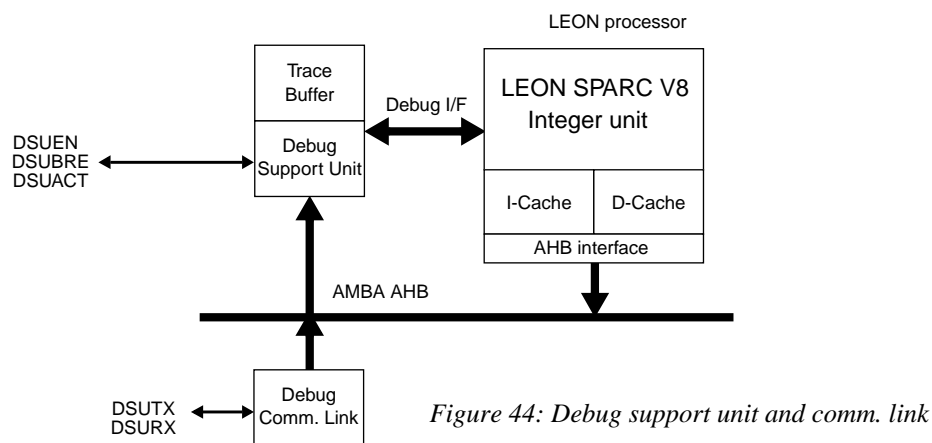 LEON processor
Trace
Buffer
Debug I/F
LEON SPARC V8
Integer unit
DSUEN
DSUBRE
DSUACT
Debug
Support Unit
I-Cache
D-Cache
AHB interface
AMBA AHB
DSUTX
DSURX
Debug
Comm. Link
Figure 44: Debug support unit and comm. link